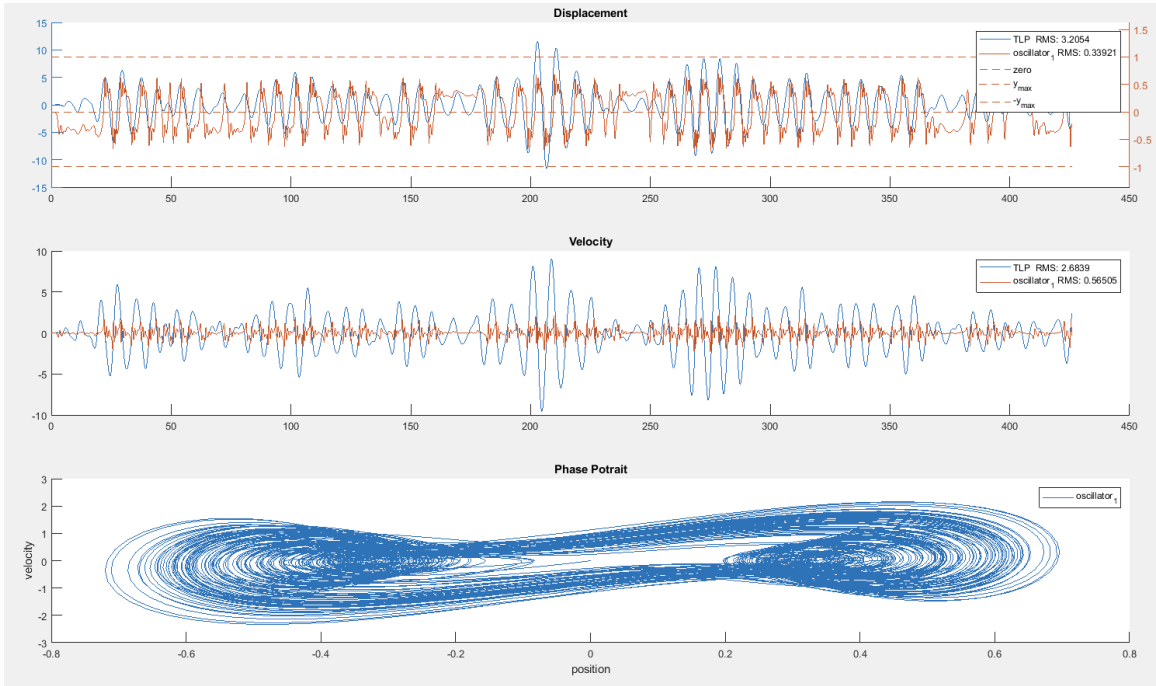 Displacement
15
10
5
0
-5
-10
-15
1.5
1
0.5
0
-0.5
-1
TLP RMS: 3.2054
oscillator1 RMS: 0.33921
zero
ymax
-ymax
0 50 100 150 200 250 300 350 400 450
Velocity
10
5
0
-5
-10
TLP RMS: 2.6839
oscillator1 RMS: 0.56505
0 50 100 150 200 250 300 350 400 450
Phase Potrait
3
2
1
0
-1
-2
-3
velocity
oscillator1
-0.8 -0.6 -0.4 -0.2 0 0.2 0.4 0.6 0.8
position